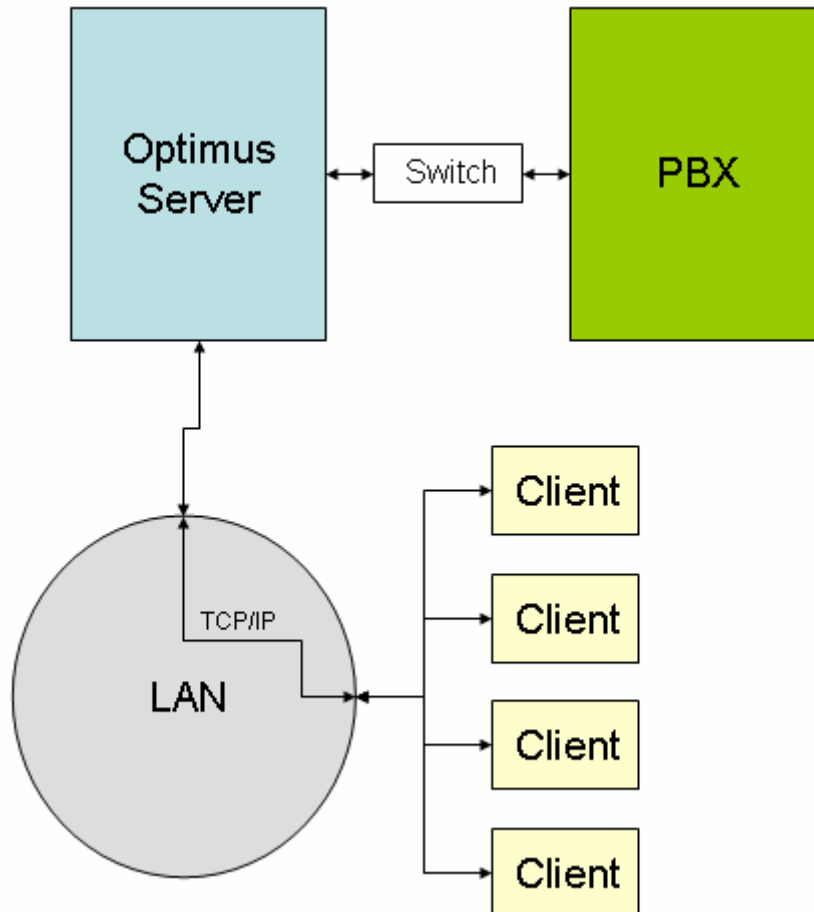 Optimus
Server
Switch
PBX
Client
Client
TCP/IP
LAN
Client
Client